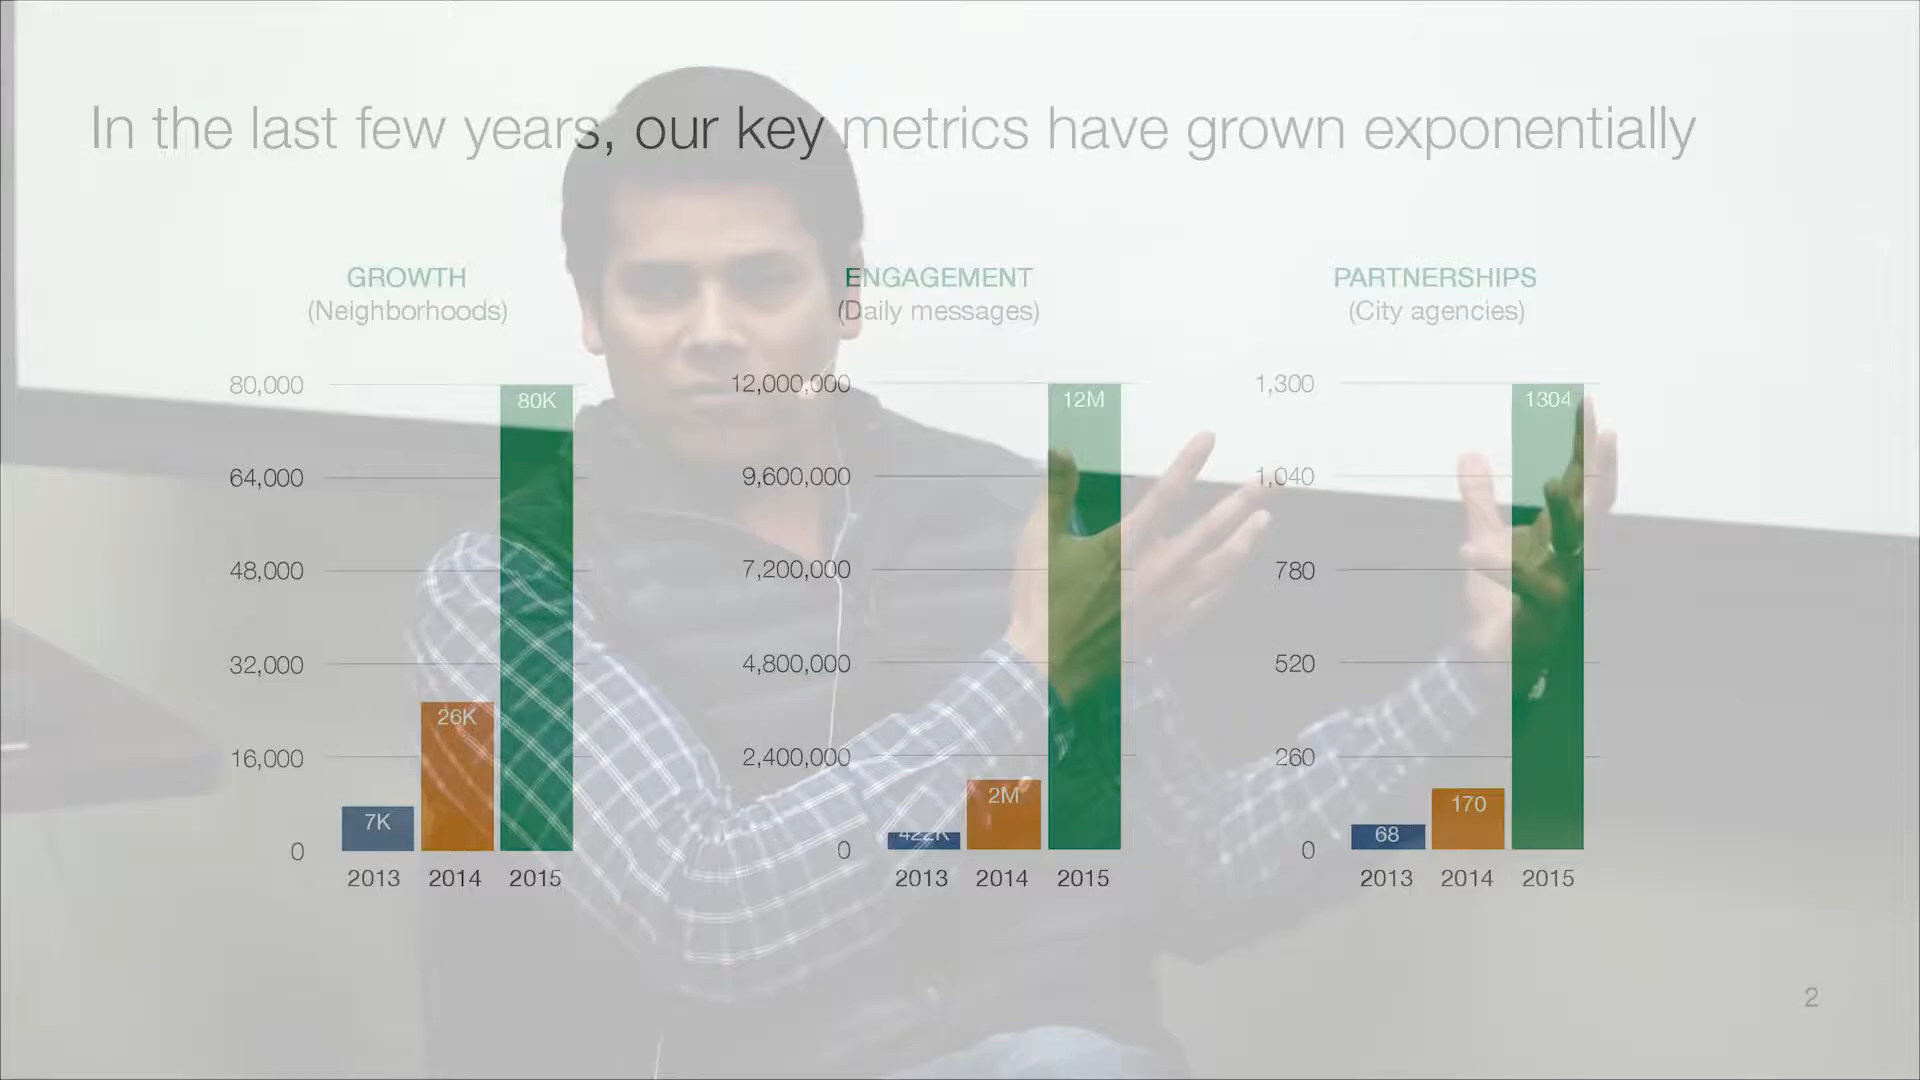 In the last few years, our key metrics have grown exponentially
GROWTH
(Neighborhoods)
80,000
64,000
48,000
32,000
16,000
0
80K
26K
7K
2013 2014 2015
ENGAGEMENT
(Daily messages)
12,000,000
9,600,000
7,200,000
4,800,000
2,400,000
0
12M
2M
422K
2013 2014 2015
PARTNERSHIPS
(City agencies)
1,300
1,040
780
520
260
0
1304
170
68
2013 2014 2015
2